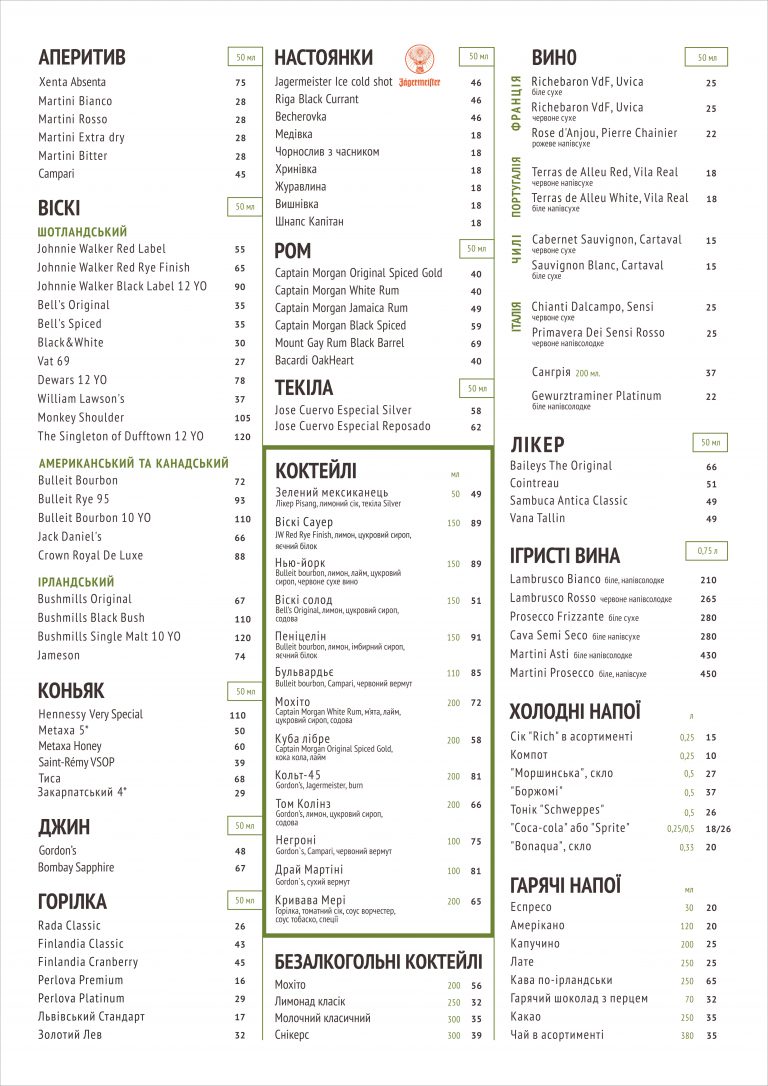 АПЕРИТИВ 50 мл
Xenta Absenta 75
Martini Bianco 28
Martini Rosso 28
Martini Extra dry 28
Martini Bitter 28
Campari 45
ВІСКІ 50 мл
ШОТЛАНДСЬКИЙ
Johnnie Walker Red Label 55
Johnnie Walker Red Rye Finish 65
Johnnie Walker Black Label 12 YO 90
Bell's Original 35
Bell's Spiced 35
Black&White 30
Vat 69 27
Dewars 12 YO 78
William Lawson's 37
Monkey Shoulder 105
The Singleton of Dufftown 12 YO 120
АМЕРИКАНСЬКИЙ ТА КАНАДСЬКИЙ
Bulleit Bourbon 72
Bulleit Rye 95 93
Bulleit Bourbon 10 YO 110
Jack Daniel's 66
Crown Royal De Luxe 88
ІРЛАНДСЬКИЙ
Bushmills Original 67
Bushmills Black Bush 110
Bushmills Single Malt 10 YO 120
Jameson 74
КОНЬЯК 50 мл
Hennessy Very Special 110
Metaxa 5* 50
Metaxa Honey 60
Saint-Rémy VSOP 39
Тиса 68
Закарпатський 4* 29
ДЖИН 50 мл
Gordon's 48
Bombay Sapphire 67
ГОРІЛКА 50 мл
Rada Classic 26
Finlandia Classic 43
Finlandia Cranberry 45
Perlova Premium 16
Perlova Platinum 29
Львівський Стандарт 17
Золотий Лев 32
НАСТОЯНКИ 50 мл
Jagermeister Ice cold shot Jägermeister 46
Riga Black Currant 46
Becherovka 46
Медівка 18
Чорнослив з часником 18
Хринівка 18
Журавлина 18
Вишнівка 18
Шнапс Капітан 18
РОМ 50 мл
Captain Morgan Original Spiced Gold 40
Captain Morgan White Rum 40
Captain Morgan Jamaica Rum 49
Captain Morgan Black Spiced 59
Mount Gay Rum Black Barrel 69
Bacardi OakHeart 40
ТЕКІЛА 50 мл
Jose Cuervo Especial Silver 58
Jose Cuervo Especial Reposado 62
КОКТЕЙЛІ мл
Зелений мексиканець 50 49
Лікер Pisang, лимоний сік, текіла Silver
Віскі Сауер 150 89
JW Red Rye Finish, лимон, цукровий сироп,
яєчний білок
Нью-йорк 150 89
Bulleit bourbon, лимон, лайм, цукровий
сироп, червоне сухе вино
Віскі солод 150 51
Bell's Original, лимон, цукровий сироп,
содова
Пеніцелін 150 91
Bulleit bourbon, лимон, імбирний сироп,
яєчний білок
Бульвардьє 110 85
Bulleit bourbon, Campari, червоний вермут
Мохіто 200 72
Captain Morgan White Rum, м'ята, лайм,
цукровий сироп, содова
Куба лібре 200 58
Captain Morgan Original Spiced Gold,
кока кола, лайм
Кольт-45 200 81
Gordon's, Jagermeister, burn
Том Колінз 200 66
Gordon's, лимон, цукровий сироп,
содова
Негроні 100 75
Gordon`s, Campari, червоний вермут
Драй Мартіні 100 81
Gordon`s, сухий вермут
Кривава Мері 200 65
Горілка, томатний сік, соус ворчестер,
соус тобаско, спеції
БЕЗАЛКОГОЛЬНІ КОКТЕЙЛІ
Мохіто 200 56
Лимонад класік 250 32
Молочний класичний 300 35
Снікерс 300 39
ВИНО 50 мл
ФРАНЦІЯ
Richebaron VdF, Uvica 25
біле сухе
Richebaron VdF, Uvica 25
червоне сухе
Rose d'Anjou, Pierre Chainier 22
рожеве напівсухе
ПОРТУГАЛІЯ
Terras de Alleu Red, Vila Real 18
червоне напівсухе
Terras de Alleu White, Vila Real 18
біле напівсухе
ЧИЛІ
Cabernet Sauvignon, Cartaval 15
червоне сухе
Sauvignon Blanc, Cartaval 15
біле сухе
ІТАЛІЯ
Chianti Dalcampo, Sensi 25
червоне сухе
Primavera Dei Sensi Rosso 25
червоне напівсолодке
Сангрія 200 мл. 37
Gewurztraminer Platinum 22
біле напівсолодке
ЛІКЕР 50 мл
Baileys The Original 66
Cointreau 51
Sambuca Antica Classic 49
Vana Tallin 49
ІГРИСТІ ВИНА 0,75 л
Lambrusco Bianco біле, напівсолодке 210
Lambrusco Rosso червоне напівсолодке 265
Prosecco Frizzante біле сухе 280
Cava Semi Seco біле напівсухе 280
Martini Asti біле напівсолодке 430
Martini Prosecco біле, напівсухе 450
ХОЛОДНІ НАПОЇ л
Сік "Rich" в асортименті 0,25 15
Компот 0,25 10
"Моршинська", скло 0,5 27
"Боржомі" 0,5 37
Тонік "Schweppes" 0,5 26
"Coca-cola" або "Sprite" 0,25/0,5 18/26
"Bonaqua", скло 0,33 20
ГАРЯЧІ НАПОЇ мл
Еспресо 30 20
Амерікано 120 20
Капучино 200 25
Лате 250 25
Кава по-ірландськи 250 65
Гарячий шоколад з перцем 70 32
Какао 250 35
Чай в асортименті 380 35